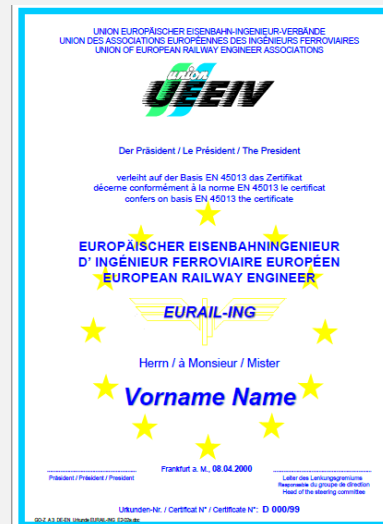 UNION EUROPÄISCHER EISENBAHN-INGENIEUR-VERBÄNDE
UNION DES ASSOCIATIONS EUROPÉENNES DES INGÉNIEURS FERROVIAIRES
UNION OF EUROPEAN RAILWAY ENGINEER ASSOCIATIONS
union
UEEIV
Der Präsident / Le Président / The President
verleiht auf der Basis EN 45013 das Zertifikat
décerne conformément à la norme EN 45013 le certificat
confers on basis EN 45013 the certificate
EUROPÄISCHER EISENBAHNINGENIEUR
D' INGÉNIEUR FERROVIAIRE EUROPÉEN
EUROPEAN RAILWAY ENGINEER
EURAIL-ING
Herrn / à Monsieur / Mister
Vorname Name
Frankfurt a. M., 08.04.2000
Präsident / Président / President
Leiter des Lenkungsgremiums
Responsable du groupe de direction
Head of the steering committee
Urkunden-Nr. / Certificat N° / Certificate N°: D 000/99